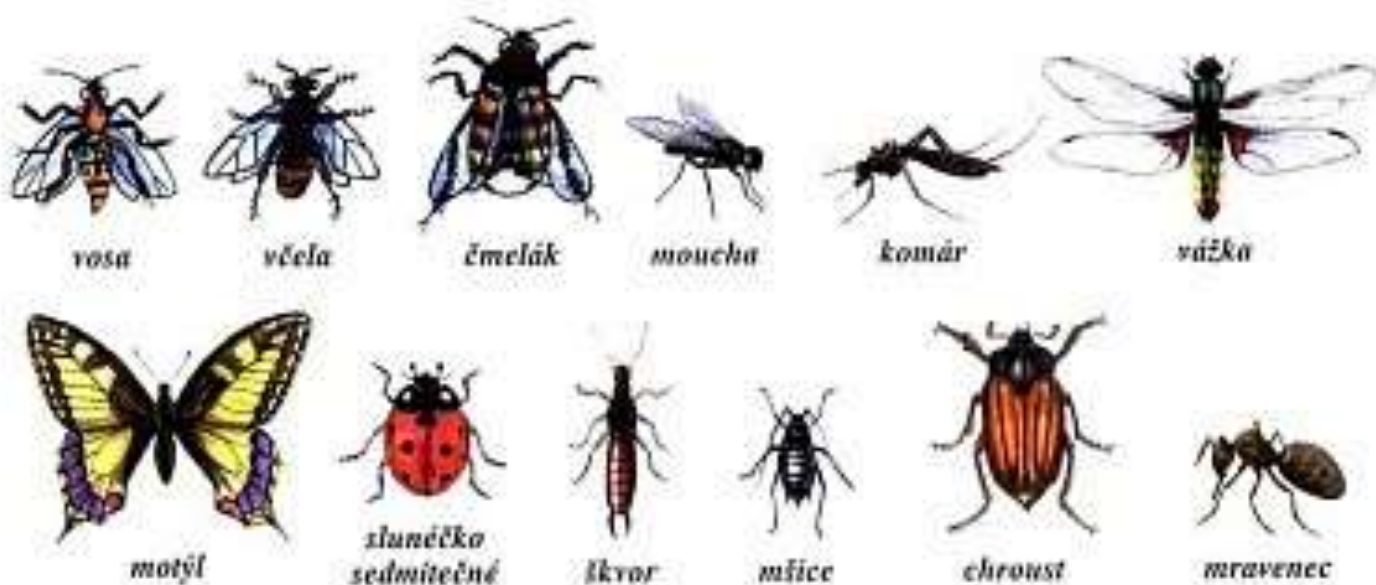 vosa
včela
čmelák
moucha
komár
vážka
motýl
slunéčko
sedmitečné
škvor
mšice
chroust
mravenec